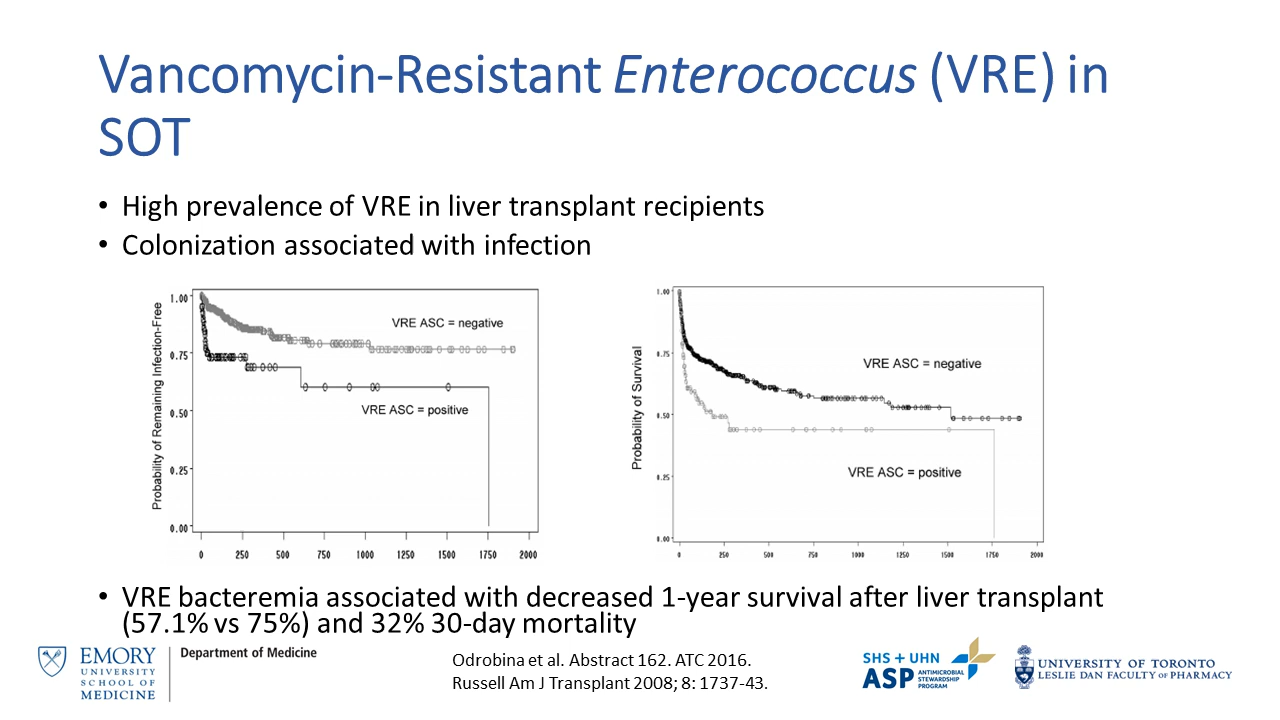 Vancomycin-Resistant Enterococcus (VRE) in
SOT
• High prevalence of VRE in liver transplant recipients
• Colonization associated with infection
Probability of Remaining Infection-Free
1.00
0.75
0.50
0.25
0.00
VRE ASC = negative
VRE ASC = positive
0 250 500 750 1000 1250 1500 1750 2000
Probability of Survival
1.00
0.75
0.50
0.25
0.00
VRE ASC = negative
VRE ASC = positive
0 250 500 750 1000 1250 1500 1750 2000
• VRE bacteremia associated with decreased 1-year survival after liver transplant
(57.1% vs 75%) and 32% 30-day mortality
EMORY
UNIVERSITY
SCHOOL OF
MEDICINE
Department of Medicine
Odrobina et al. Abstract 162. ATC 2016.
Russell Am J Transplant 2008; 8: 1737-43.
SHS + UHN
ASP
ANTIMICROBIAL
STEWARDSHIP
PROGRAM
UNIVERSITY OF TORONTO
LESLIE DAN FACULTY OF PHARMACY